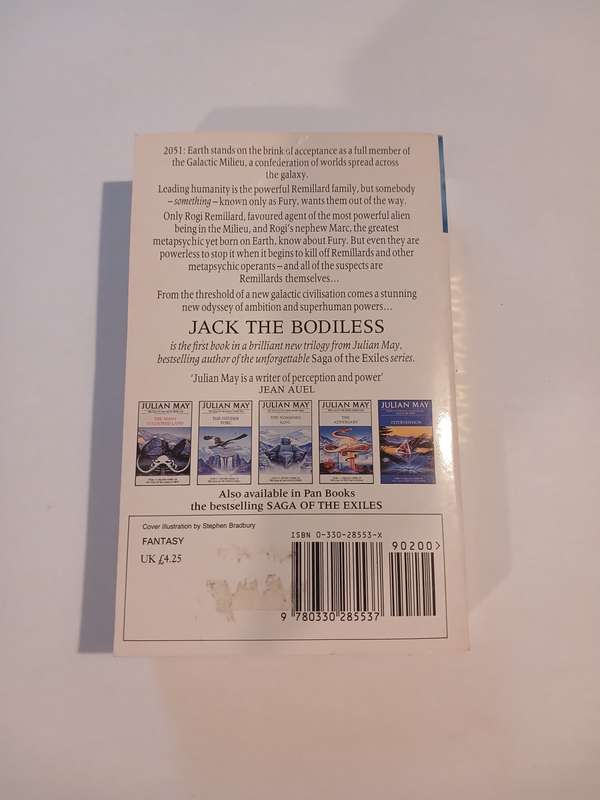 2051: Earth stands on the brink of acceptance as a full member of
the Galactic Milieu, a confederation of worlds spread across
the galaxy.
Leading humanity is the powerful Remillard family, but somebody
– something – known only as Fury, wants them out of the way.
Only Rogi Remillard, favoured agent of the most powerful alien
being in the Milieu, and Rogi's nephew Marc, the greatest
metapsychic yet born on Earth, know about Fury. But even they are
powerless to stop it when it begins to kill off Remillards and other
metapsychic operants – and all of the suspects are
Remillards themselves…
From the threshold of a new galactic civilisation comes a stunning
new odyssey of ambition and superhuman powers…
JACK THE BODILESS
is the first book in a brilliant new trilogy from Julian May,
bestselling author of the unforgettable Saga of the Exiles series.
'Julian May is a writer of perception and power'
JEAN AUEL
JULIAN MAY
THE MANY-COLOURED LAND
JULIAN MAY
THE GOLDEN TORC
JULIAN MAY
THE NONBORN KING
JULIAN MAY
THE ADVERSARY
JULIAN MAY
INTERVENTION
Also available in Pan Books
the bestselling SAGA OF THE EXILES
Cover illustration by Stephen Bradbury
FANTASY
UK £4.25
ISBN 0-330-28553-X
90200>
9 780330 285537